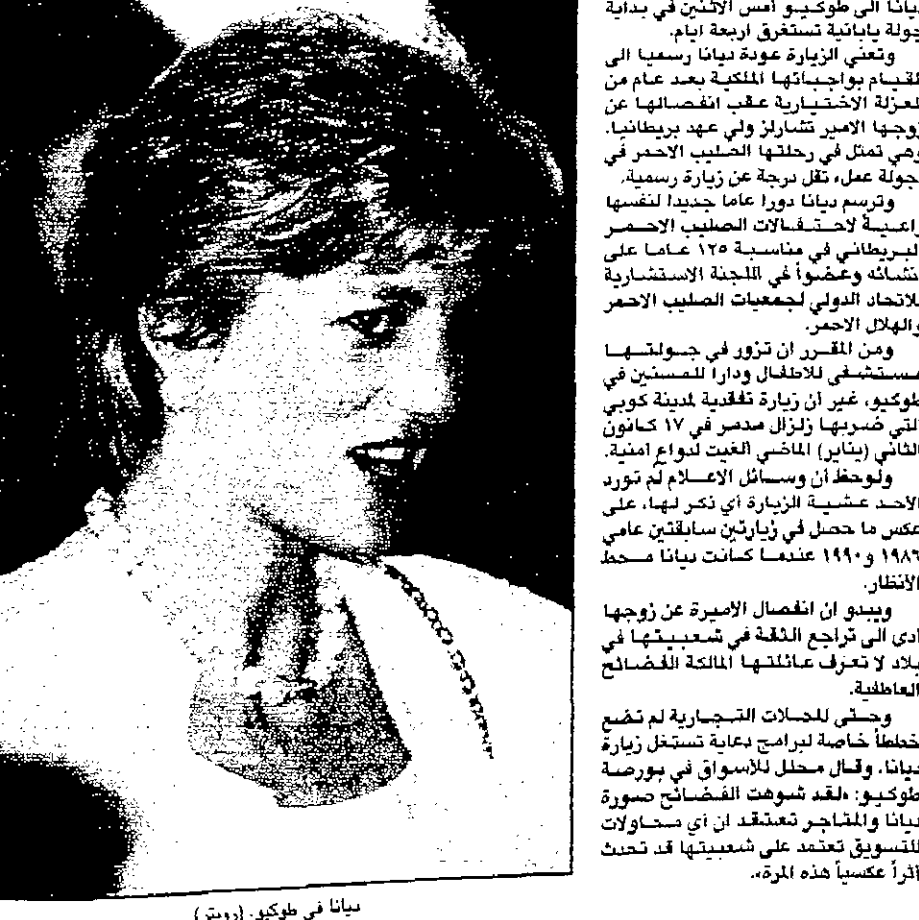 ديانا الى طوكيو أمس الاثنين في بداية
جولة يابانية تستغرق اربعة ايام.
وتعني الزيارة عودة ديانا رسميا الى
القيام بواجباتها الملكية بعد عام من
العزلة الاختيارية عقب انفصالها عن
زوجها الامير تشارلز ولي عهد بريطانيا.
وهي تمثل في رحلتها الصليب الاحمر في
جولة عمل، تقل درجة عن زيارة رسمية.
وترسم ديانا دورا عاما جديدا لنفسها
راعية لاحتفالات الصليب الاحمر
البريطاني في مناسبة ١٢٥ عاما على
انشائه وعضواً في اللجنة الاستشارية
للاتحاد الدولي لجمعيات الصليب الاحمر
والهلال الاحمر.
ومن المقرر ان تزور في جولتها
مستشفى للاطفال ودارا للمسنين في
طوكيو، غير أن زيارة تفقدية لمدينة كوبي
التي ضربها زلزال مدمر في ١٧ كانون
الثاني (يناير) الماضي الغيت لدواع امنية.
ولوحظ أن وسائل الاعلام لم تورد
الاحد عشية الزيارة أي ذكر لها، على
عكس ما حصل في زيارتين سابقتين عامي
١٩٨٦ و١٩٩٠ عندما كانت ديانا محط
الأنظار.
ويبدو ان انفصال الاميرة عن زوجها
ادى الى تراجع الثقة في شعبيتها في
بلاد لا تعرف عائلتها المالكة الفضائح
العاطفية.
وحتى المحلات التجارية لم تضع
خططاً خاصة لبرامج دعاية تستغل زيارة
ديانا. وقال محلل للأسواق في بورصة
طوكيو: «لقد شوهت الفضائح صورة
ديانا والمتاجر تعتقد ان أي محاولات
للتسويق تعتمد على شعبيتها قد تحدث
أثراً عكسياً هذه المرة».
ديانا في طوكيو. (رويتر)